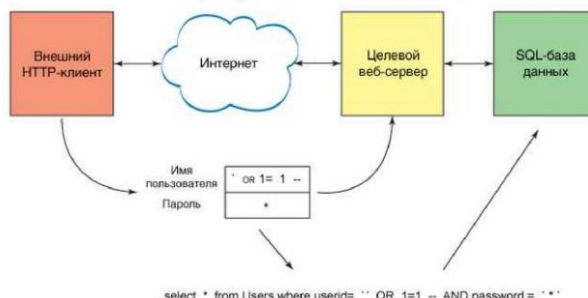 Внешний
HTTP-клиент
Интернет
Целевой
веб-сервер
SQL-база
данных
Имя
пользователя
` OR 1= 1 --
Пароль
*
select * from Users where userid= `` OR 1=1 -- AND password = `*`